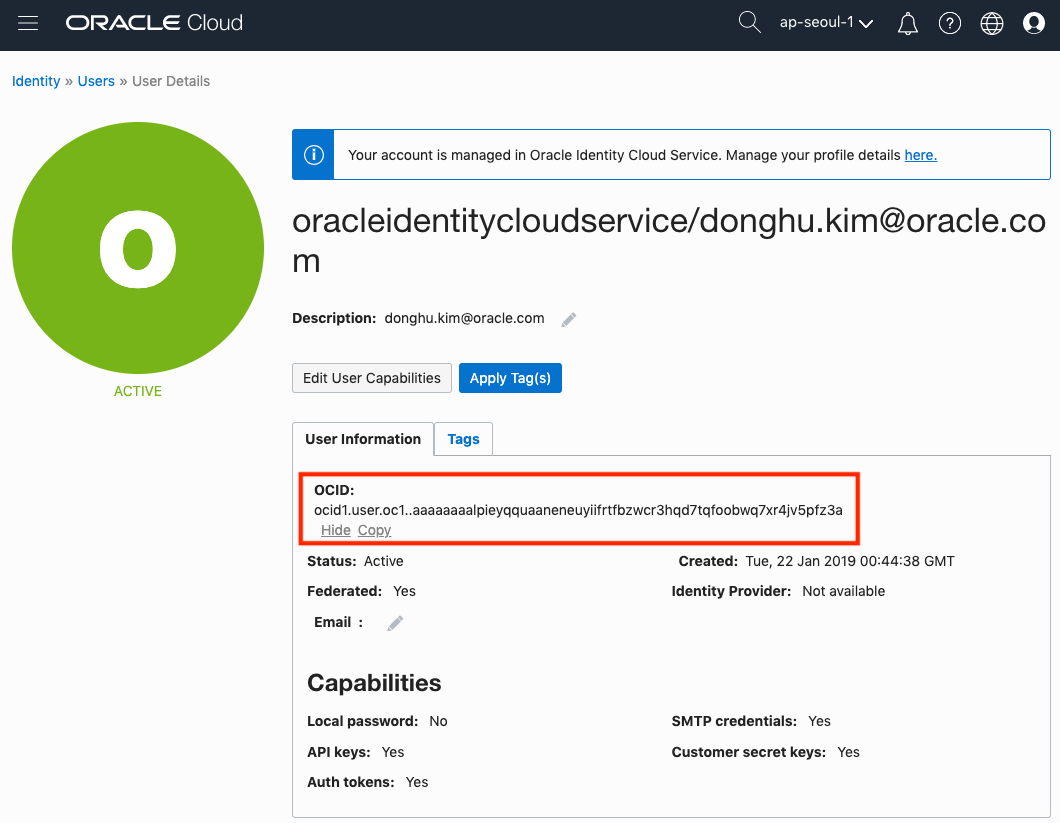 ORACLE Cloud
ap-seoul-1
Identity » Users » User Details
O
ACTIVE
Your account is managed in Oracle Identity Cloud Service. Manage your profile details here.
oracleidentitycloudservice/donghu.kim@oracle.co
m
Description: donghu.kim@oracle.com
Edit User Capabilities Apply Tag(s)
User Information Tags
OCID:
ocid1.user.oc1..aaaaaaaalpieyqquaaneneuyiifrtfbzwcr3hqd7tqfoobwq7xr4jv5pfz3a
Hide Copy
Status: Active Created: Tue, 22 Jan 2019 00:44:38 GMT
Federated: Yes Identity Provider: Not available
Email :
Capabilities
Local password: No SMTP credentials: Yes
API keys: Yes Customer secret keys: Yes
Auth tokens: Yes